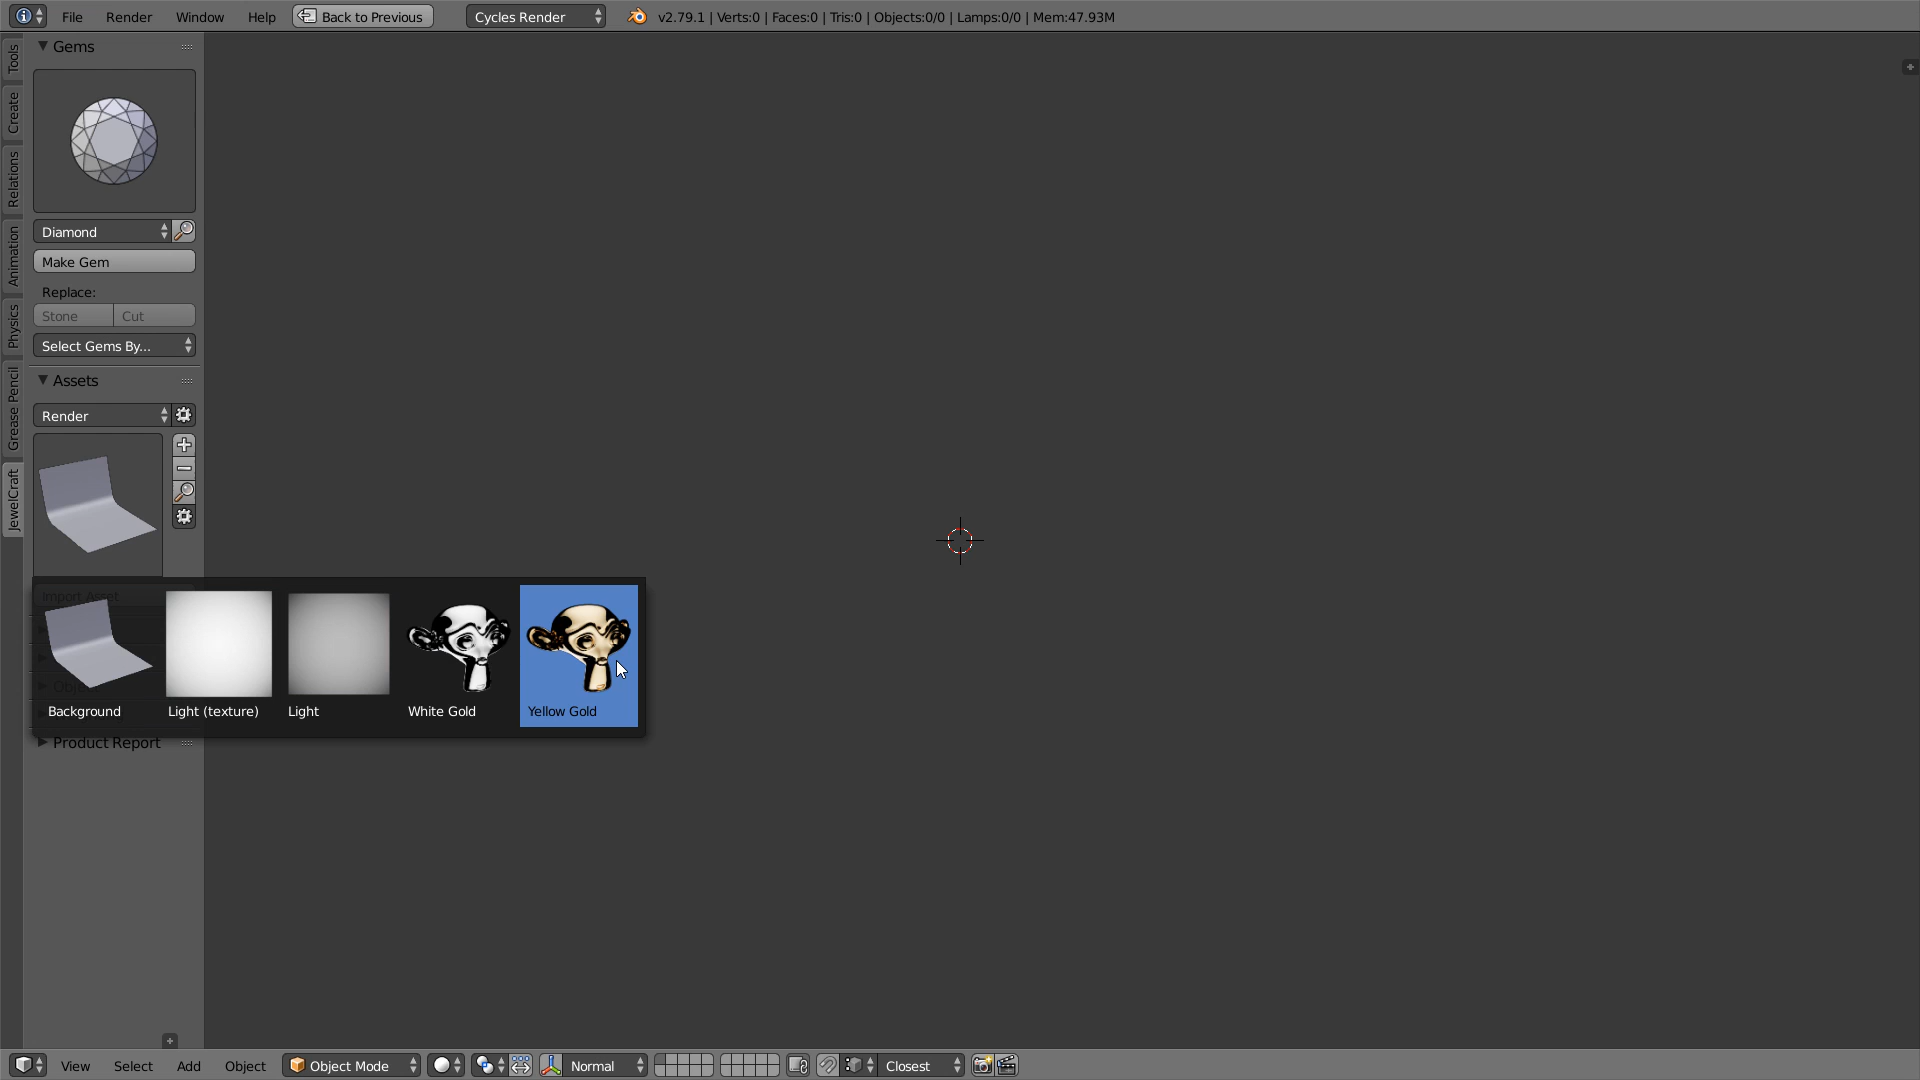 File Render Window Help Back to Previous Cycles Render v2.79.1 | Verts:0 | Faces:0 | Tris:0 | Objects:0/0 | Lamps:0/0 | Mem:47.93M
Tools
Create
Relations
Animation
Physics
Grease Pencil
JewelCraft
Gems
Diamond
Make Gem
Replace:
Stone Cut
Select Gems By...
Assets
Render
Import Asset
Background Light (texture) Light White Gold Yellow Gold
Product Report
View Select Add Object Object Mode Normal Closest